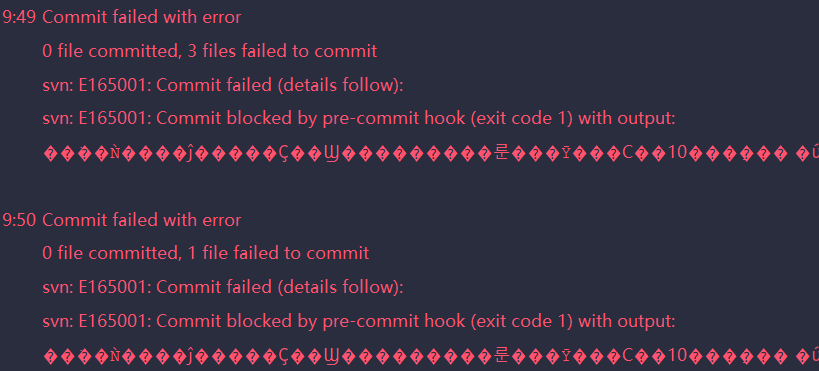 9:49 Commit failed with error
0 file committed, 3 files failed to commit
svn: E165001: Commit failed (details follow):
svn: E165001: Commit blocked by pre-commit hook (exit code 1) with output:
����Ǹ����ĵ�����Ҫ��Ϣ���������룬���Ÿ���С��10������ �ú
9:50 Commit failed with error
0 file committed, 1 file failed to commit
svn: E165001: Commit failed (details follow):
svn: E165001: Commit blocked by pre-commit hook (exit code 1) with output:
����Ǹ����ĵ�����Ҫ��Ϣ���������룬���Ÿ���С��10������ �ú